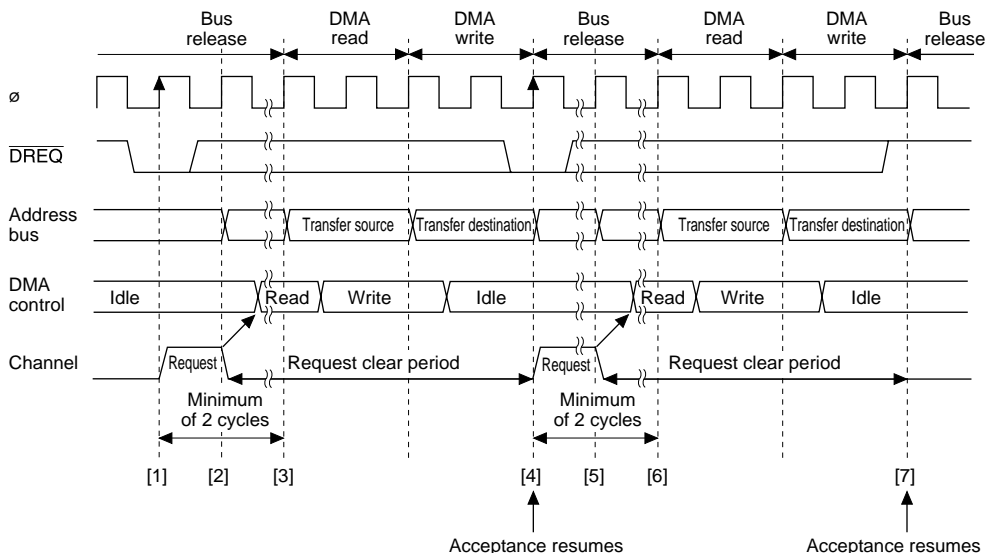 Bus release
DMA read
DMA write
Bus release
DMA read
DMA write
Bus release
ø
DREQ
Address bus
Transfer source
Transfer destination
Transfer source
Transfer destination
DMA control
Idle
Read
Write
Idle
Read
Write
Idle
Channel
Request
Request clear period
Request
Request clear period
Minimum of 2 cycles
Minimum of 2 cycles
[1]
[2]
[3]
[4]
[5]
[6]
[7]
Acceptance resumes
Acceptance resumes